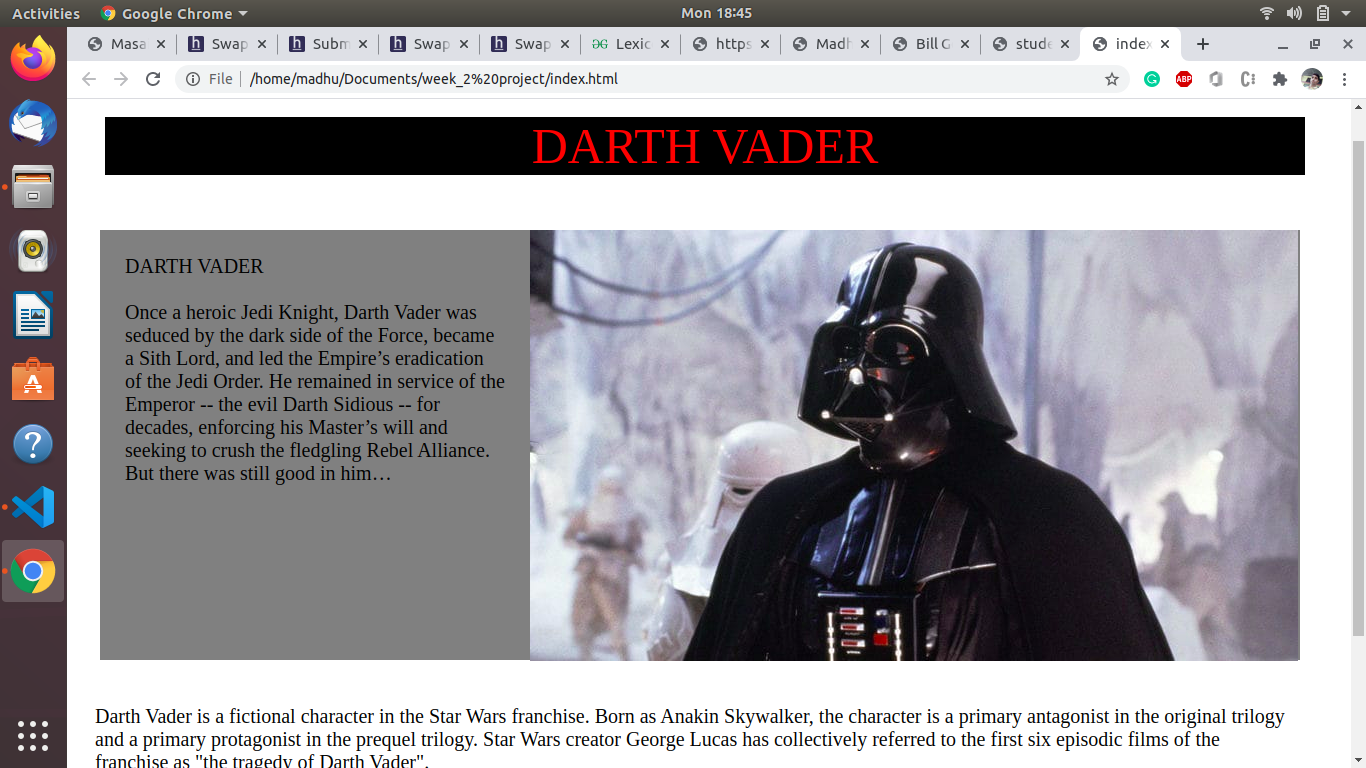 Activities Google Chrome Mon 18:45
Masa Swap Subm Swap Swap Lexic https Madh Bill G stude index
File /home/madhu/Documents/week_2%20project/index.html ABP
DARTH VADER
DARTH VADER
Once a heroic Jedi Knight, Darth Vader was
seduced by the dark side of the Force, became
a Sith Lord, and led the Empire’s eradication
of the Jedi Order. He remained in service of the
Emperor -- the evil Darth Sidious -- for
decades, enforcing his Master’s will and
seeking to crush the fledgling Rebel Alliance.
But there was still good in him…
Darth Vader is a fictional character in the Star Wars franchise. Born as Anakin Skywalker, the character is a primary antagonist in the original trilogy
and a primary protagonist in the prequel trilogy. Star Wars creator George Lucas has collectively referred to the first six episodic films of the
franchise as "the tragedy of Darth Vader".